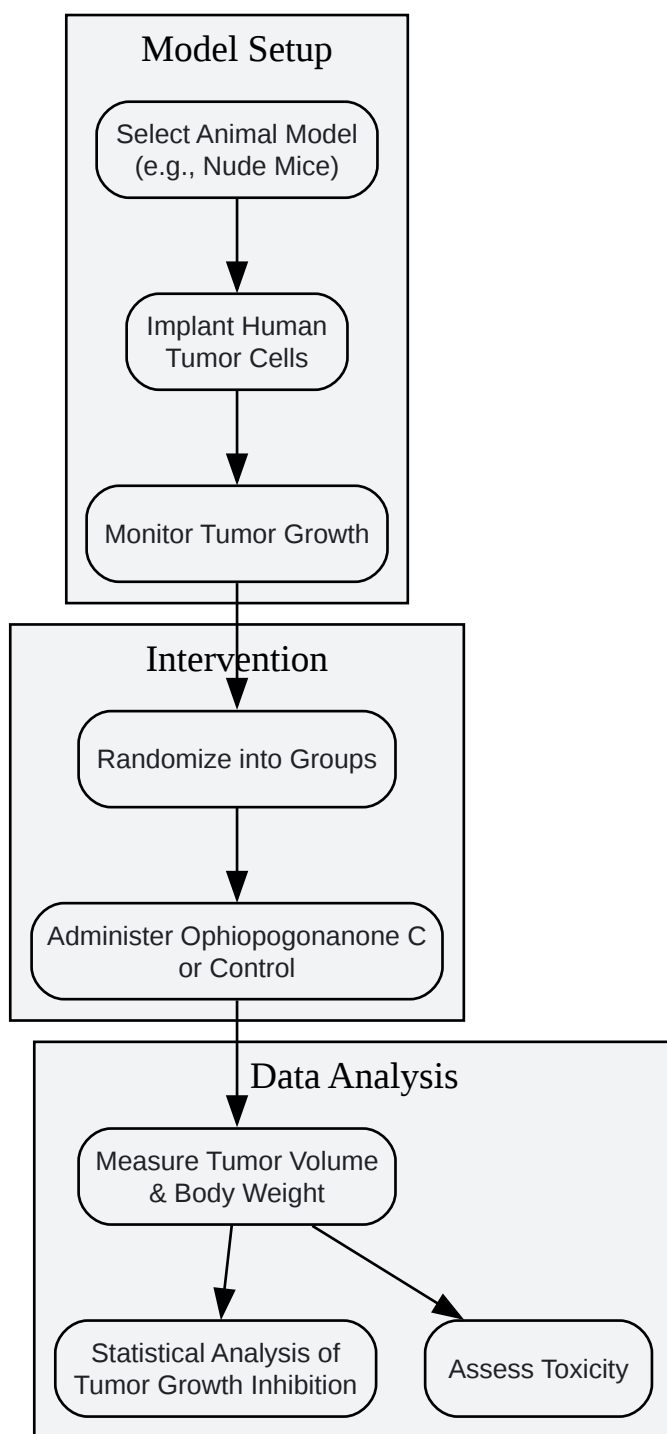 Model Setup
Select Animal Model
(e.g., Nude Mice)
Implant Human
Tumor Cells
Monitor Tumor Growth
Intervention
Randomize into Groups
Administer Ophiopogonanone C
or Control
Data Analysis
Measure Tumor Volume
& Body Weight
Statistical Analysis of
Tumor Growth Inhibition
Assess Toxicity